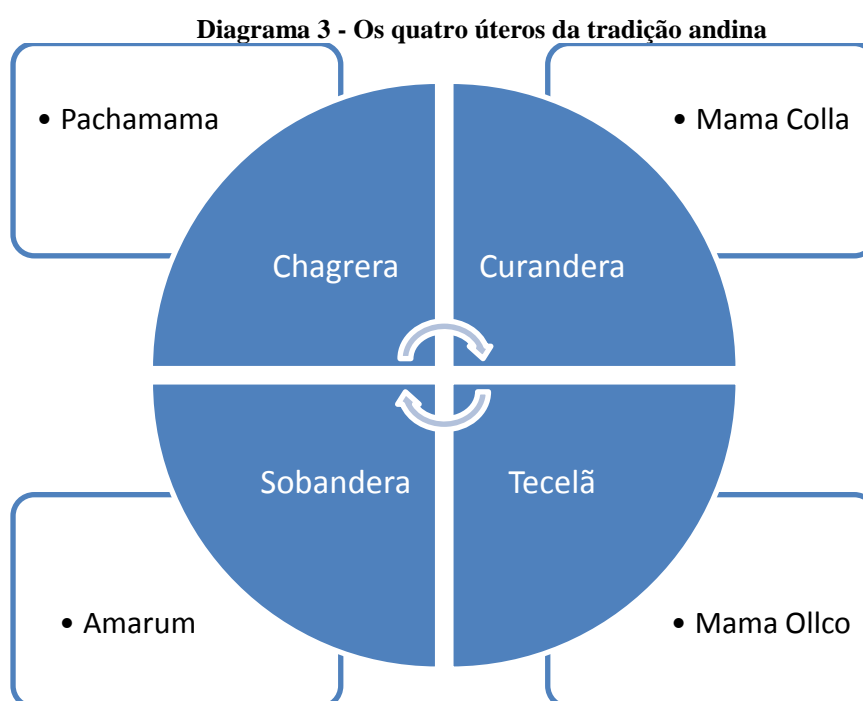 Diagrama 3 - Os quatro úteros da tradição andina
• Pachamama
• Mama Colla
Chagrera
Curandera
Sobandera
Tecelã
• Amarum
• Mama Ollco